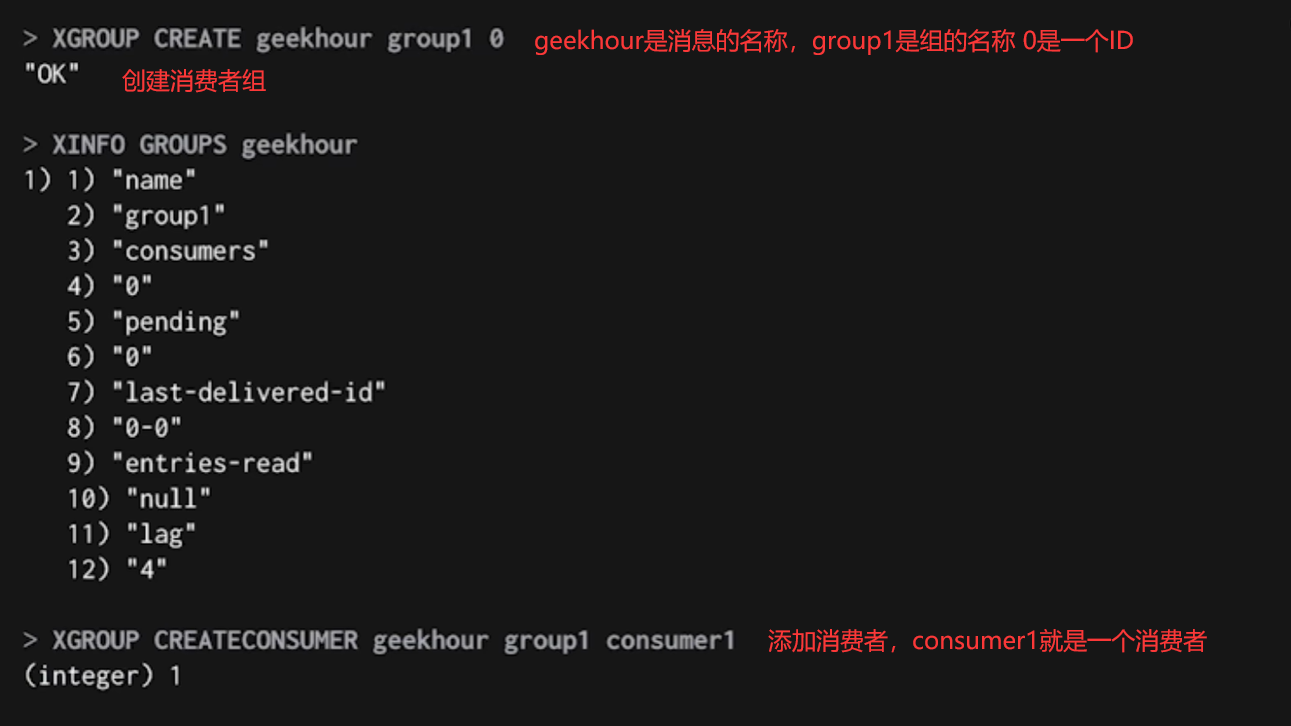 > XGROUP CREATE geekhour group1 0 geekhour是消息的名称，group1是组的名称 0是一个ID
"OK" 创建消费者组
> XINFO GROUPS geekhour
1) 1) "name"
2) "group1"
3) "consumers"
4) "0"
5) "pending"
6) "0"
7) "last-delivered-id"
8) "0-0"
9) "entries-read"
10) "null"
11) "lag"
12) "4"
> XGROUP CREATECONSUMER geekhour group1 consumer1 添加消费者，consumer1就是一个消费者
(integer) 1